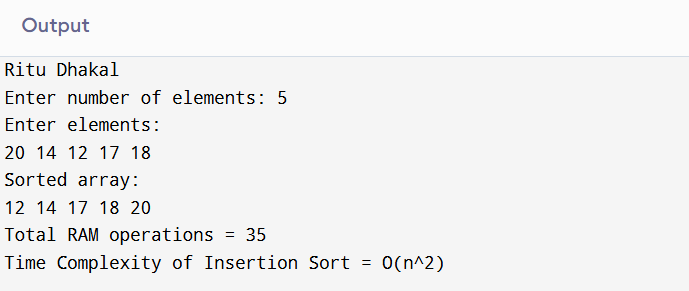 Output
Ritu Dhakal
Enter number of elements: 5
Enter elements:
20 14 12 17 18
Sorted array:
12 14 17 18 20
Total RAM operations = 35
Time Complexity of Insertion Sort = O(n^2)